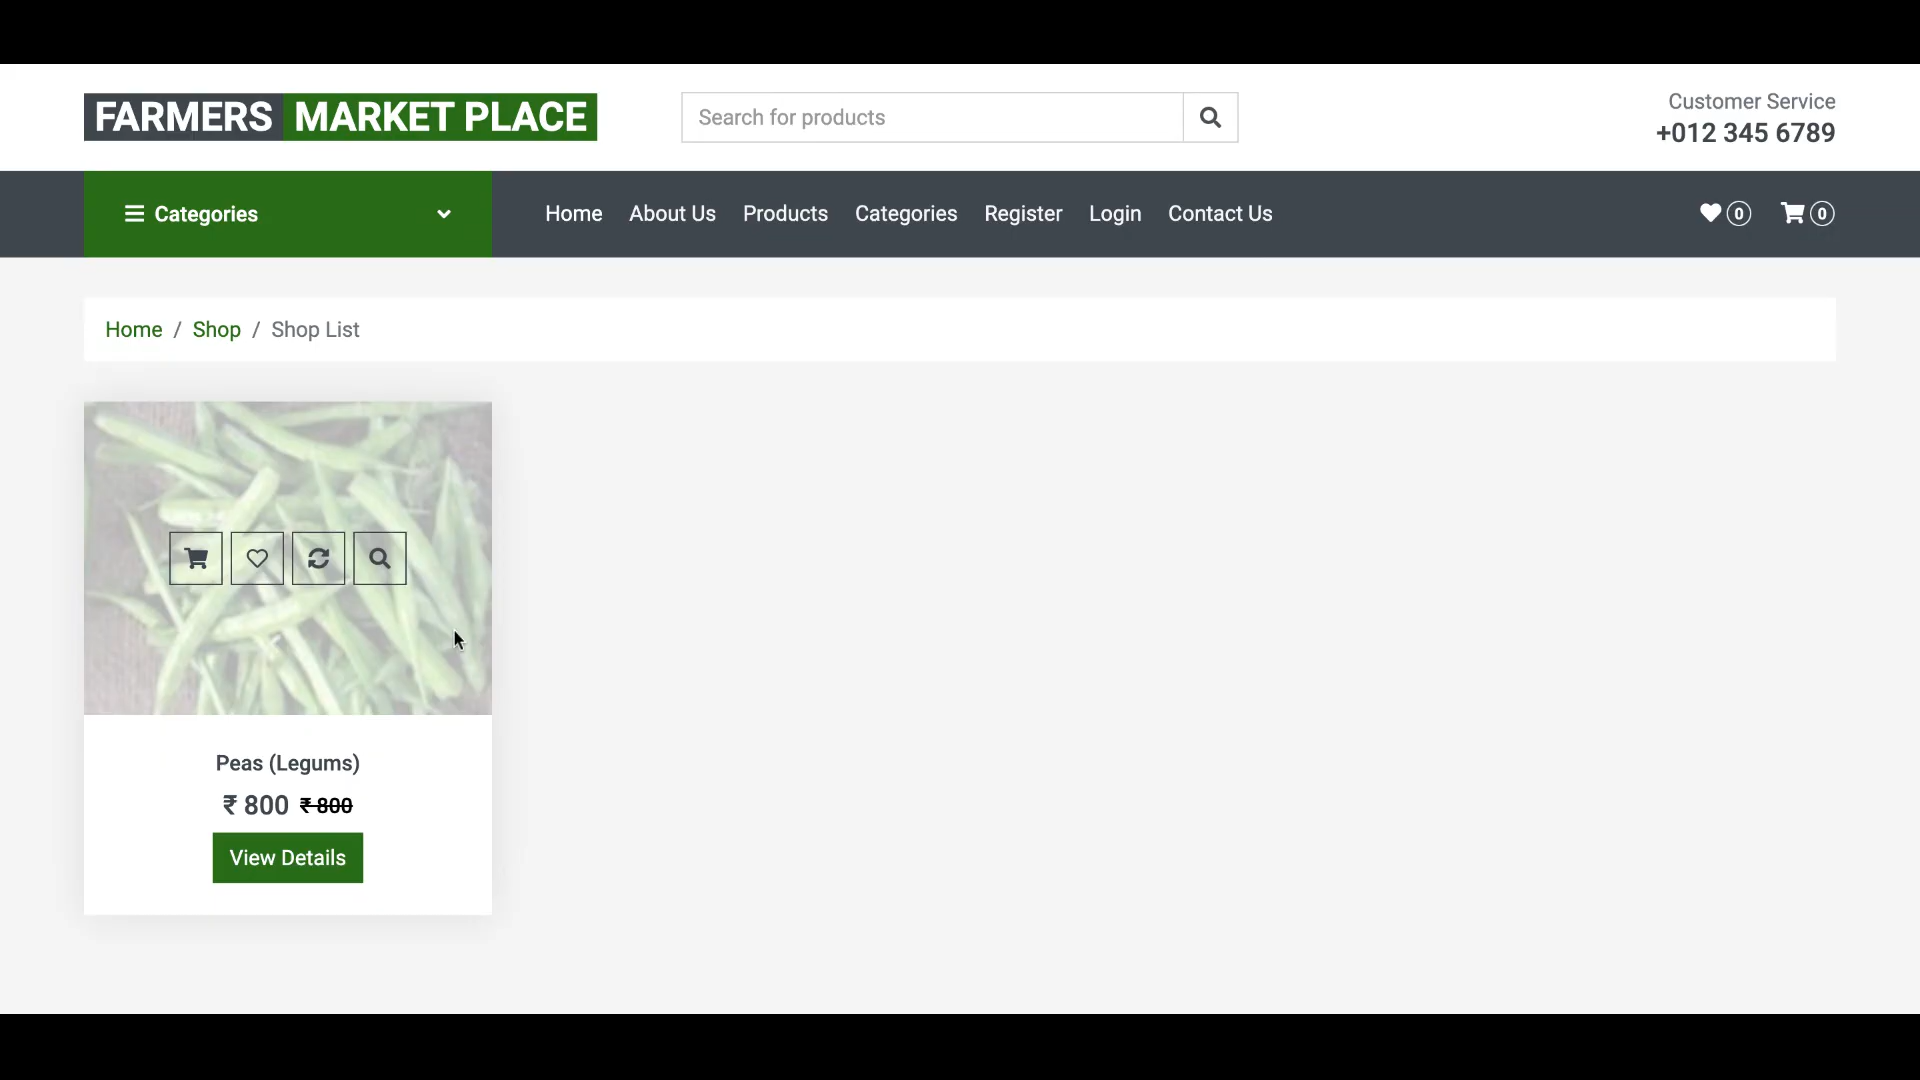 FARMERS MARKET PLACE
Search for products
Customer Service
+012 345 6789
Categories
Home About Us Products Categories Register Login Contact Us
0 0
Home / Shop / Shop List
Peas (Legums)
₹ 800 ₹ 800
View Details